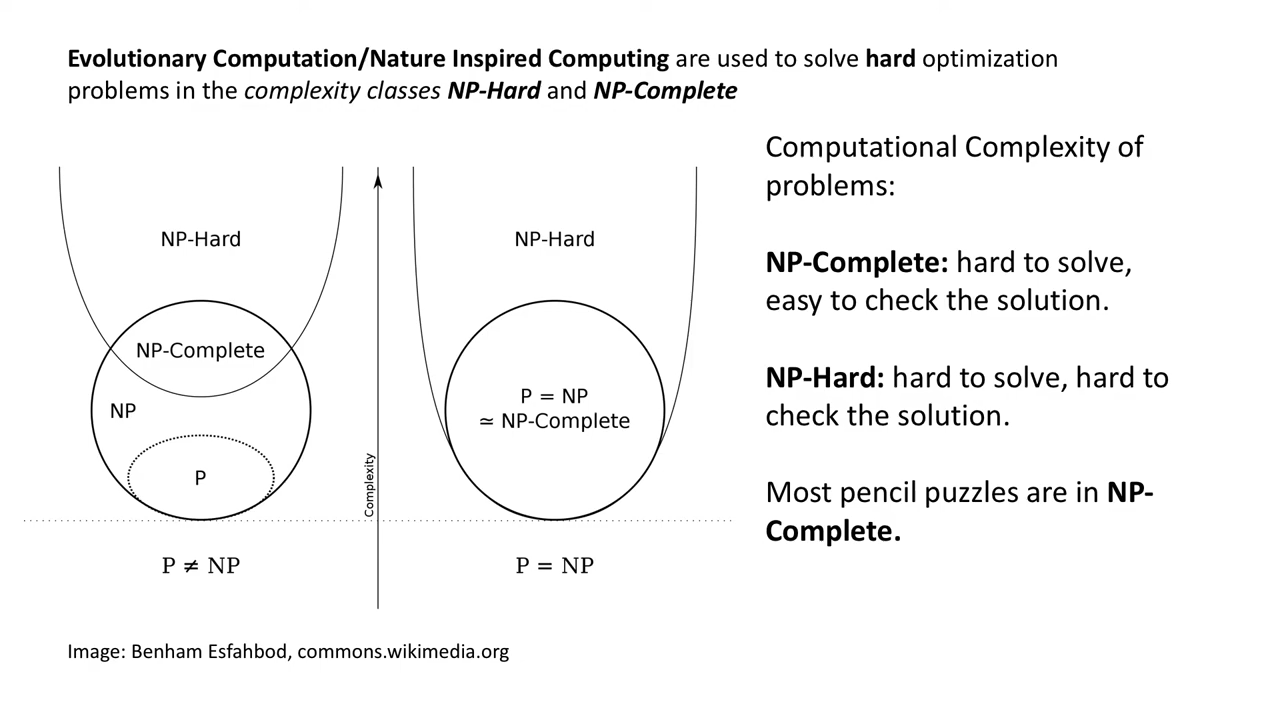 Evolutionary Computation/Nature Inspired Computing are used to solve hard optimization
problems in the complexity classes NP-Hard and NP-Complete
NP-Hard
NP-Complete
NP
P
P ≠ NP
Complexity
NP-Hard
P = NP
≃ NP-Complete
P = NP
Computational Complexity of
problems:
NP-Complete: hard to solve,
easy to check the solution.
NP-Hard: hard to solve, hard to
check the solution.
Most pencil puzzles are in NP-
Complete.
Image: Benham Esfahbod, commons.wikimedia.org